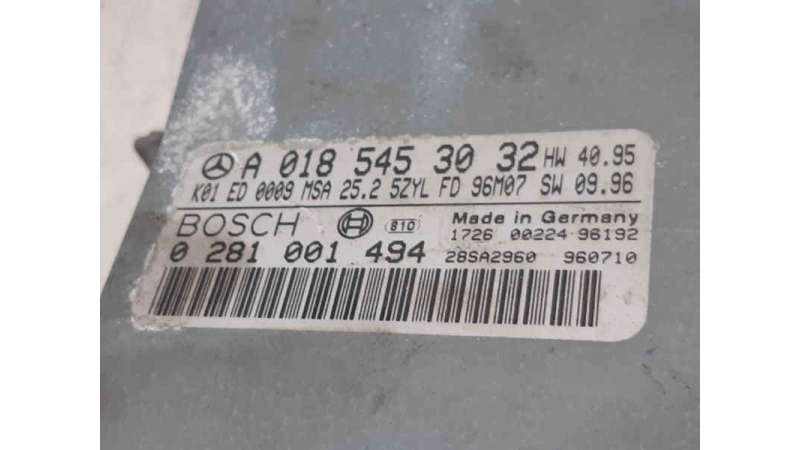 A 018 545 30 32 HW 40.95
K01 ED 0009 MSA 25.2 5ZYL FD 96M07 SW 09.96
BOSCH 810 Made in Germany
1726 00224 96192
0 281 001 494 28SA2960 960710